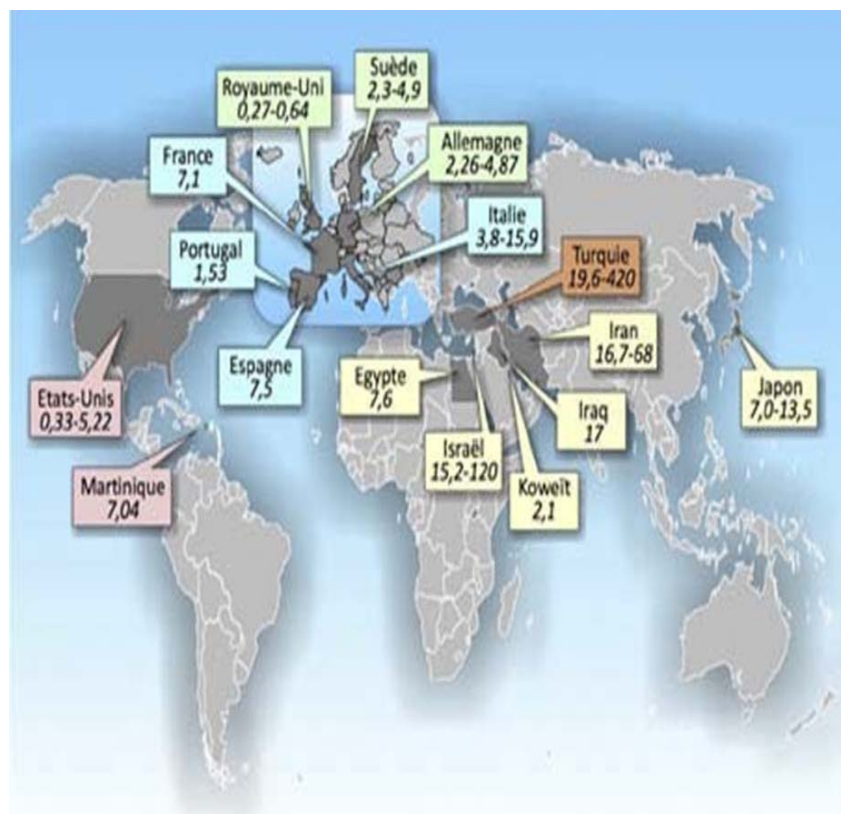 Suède
2,3-4,9
Royaume-Uni
0,27-0,64
Allemagne
2,26-4,87
France
7,1
Italie
3,8-15,9
Portugal
1,53
Turquie
19,6-420
Iran
16,7-68
Espagne
7,5
Egypte
7,6
Etats-Unis
0,33-5,22
Japon
7,0-13,5
Iraq
17
Israël
15,2-120
Koweït
2,1
Martinique
7,04